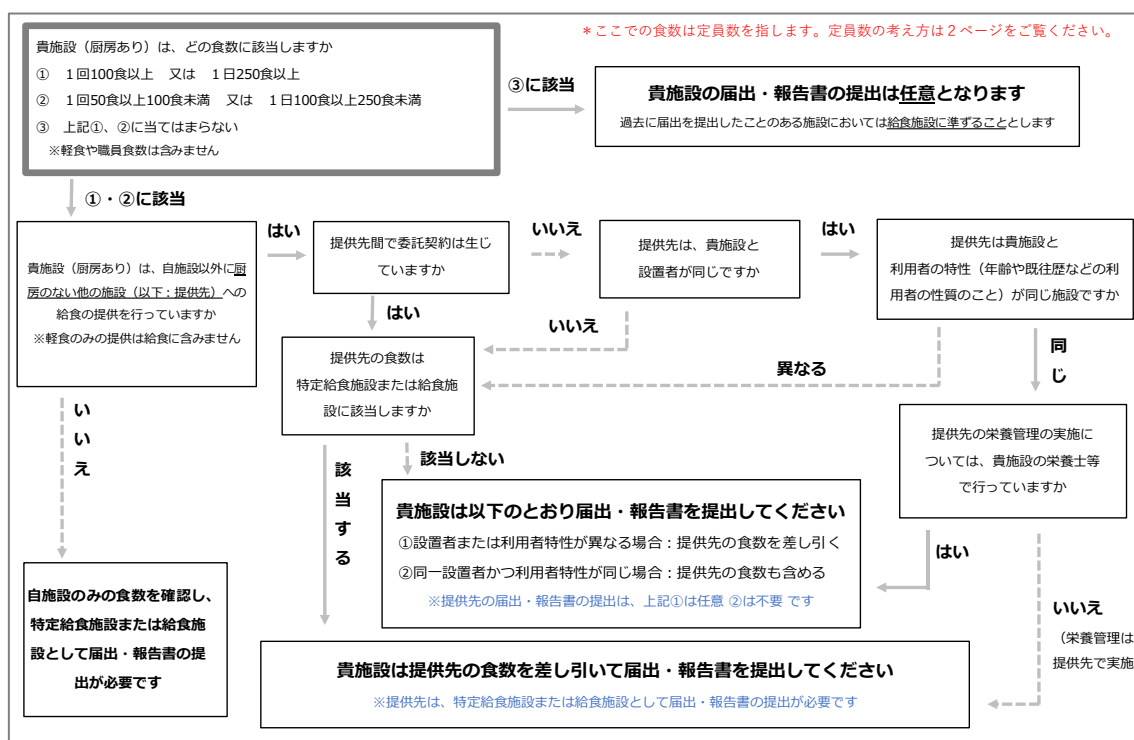 ＊ここでの食数は定員数を指します。定員数の考え方は２ページをご覧ください。
貴施設（厨房あり）は、どの食数に該当しますか
①　１回100食以上　又は　１日250食以上
②　１回50食以上100食未満　又は　１日100食以上250食未満
③　上記①、②に当てはまらない
※軽食や職員食数は含みません
③に該当
貴施設の届出・報告書の提出は任意となります
過去に届出を提出したことのある施設においては給食施設に準ずることとします
①・②に該当
貴施設（厨房あり）は、自施設以外に厨
房のない他の施設（以下：提供先）への
給食の提供を行っていますか
※軽食のみの提供は給食に含みません
はい
提供先間で委託契約は生じ
ていますか
いいえ
提供先は、貴施設と
設置者が同じですか
はい
提供先は貴施設と
利用者の特性（年齢や既往歴などの利
用者の性質のこと）が同じ施設ですか
はい
いいえ
異なる
同じ
提供先の食数は
特定給食施設または給食施
設に該当しますか
いいえ
該当しない
該当する
提供先の栄養管理の実施に
ついては、貴施設の栄養士等
で行っていますか
貴施設は以下のとおり届出・報告書を提出してください
①設置者または利用者特性が異なる場合：提供先の食数を差し引く
②同一設置者かつ利用者特性が同じ場合：提供先の食数も含める
※提供先の届出・報告書の提出は、上記①は任意 ②は不要 です
はい
いいえ
（栄養管理は
提供先で実施
自施設のみの食数を確認し、
特定給食施設または給食施
設として届出・報告書の提
出が必要です
貴施設は提供先の食数を差し引いて届出・報告書を提出してください
※提供先は、特定給食施設または給食施設として届出・報告書の提出が必要です